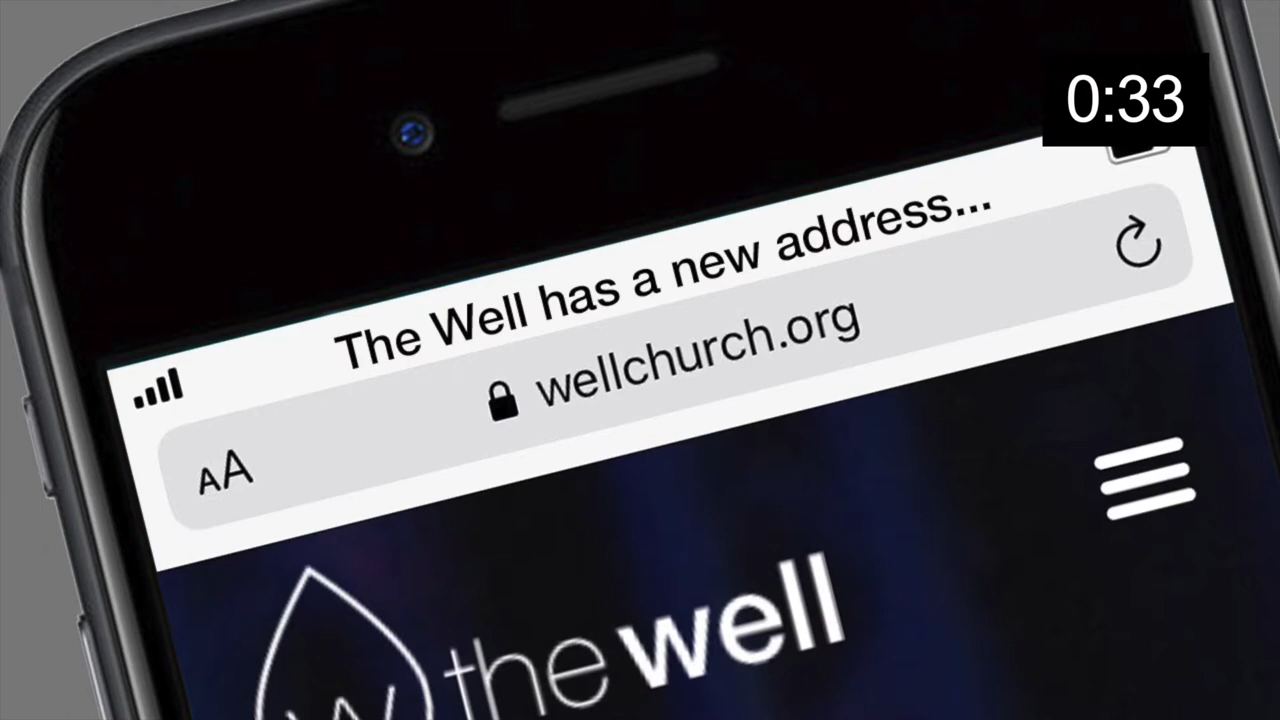 0:33
The Well has a new address...
wellchurch.org
AA
the well
w